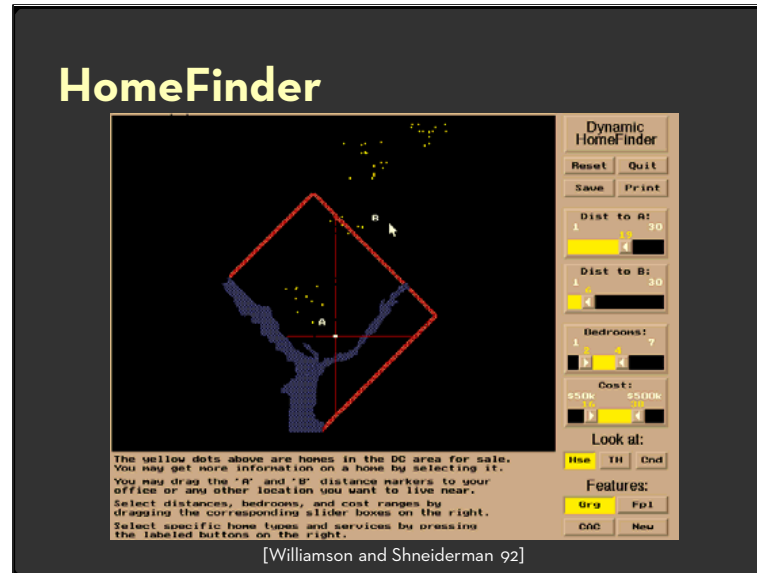 HomeFinder
Dynamic
HomeFinder
Reset Quit
Save Print
Dist to A:
1 30
19
Dist to B:
1 30
6
Bedrooms:
1 7
2 4
Cost:
$50k $500k
16 38
Look at:
Hse TH Cnd
Features:
Grg Fpl
CAC New
B
A
The yellow dots above are homes in the DC area for sale.
You may get more information on a home by selecting it.
You may drag the 'A' and 'B' distance markers to your
office or any other location you want to live near.
Select distances, bedrooms, and cost ranges by
dragging the corresponding slider boxes on the right.
Select specific home types and services by pressing
the labeled buttons on the right.
[Williamson and Shneiderman 92]